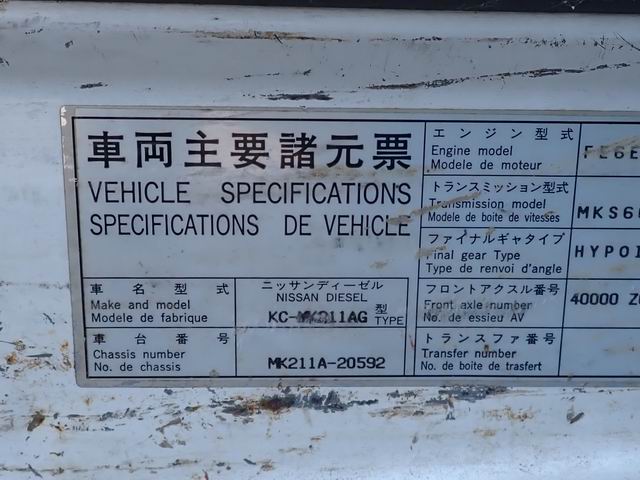 車両主要諸元票
VEHICLE SPECIFICATIONS
SPECIFICATIONS DE VEHICLE
車名型式
Make and model
Modele de fabrique
ニッサンディーゼル
NISSAN DIESEL
KC-MK211AG 型 TYPE
車台番号
Chassis number
No. de chassis
MK211A-20592
エンジン型式
Engine model
Modele de moteur
FE6E
トランスミッション型式
Transmission model
Modele de boite de vitesses
MKS6
ファイナルギヤタイプ
Final gear Type
Type de renvoi d'angle
HYPOI
フロントアクスル番号
Front axle number
No. de essieu AV
40000 Z
トランスファ番号
Transfer number
No. de boite de trasfert